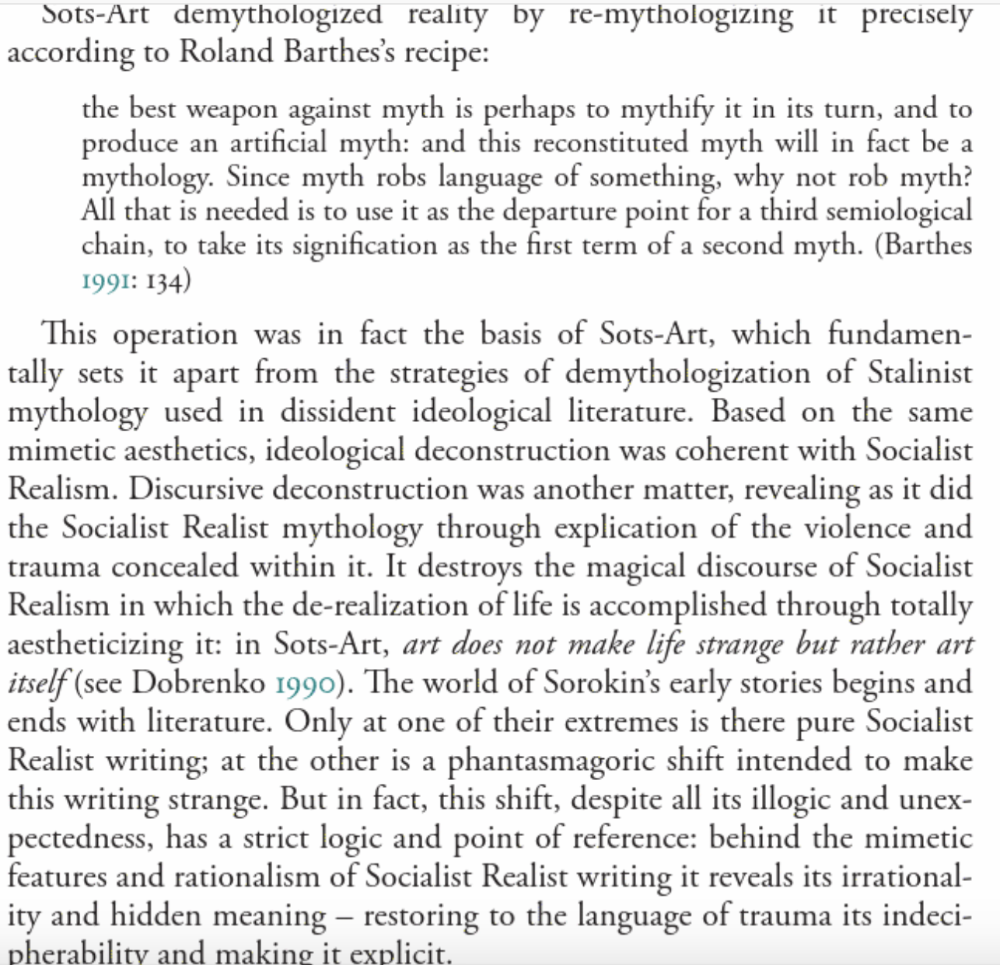 Sots-Art demythologized reality by re-mythologizing it precisely
according to Roland Barthes's recipe:
the best weapon against myth is perhaps to mythify it in its turn, and to
produce an artificial myth: and this reconstituted myth will in fact be a
mythology. Since myth robs language of something, why not rob myth?
All that is needed is to use it as the departure point for a third semiological
chain, to take its signification as the first term of a second myth. (Barthes
1991: 134)
This operation was in fact the basis of Sots-Art, which fundamen-
tally sets it apart from the strategies of demythologization of Stalinist
mythology used in dissident ideological literature. Based on the same
mimetic aesthetics, ideological deconstruction was coherent with Socialist
Realism. Discursive deconstruction was another matter, revealing as it did
the Socialist Realist mythology through explication of the violence and
trauma concealed within it. It destroys the magical discourse of Socialist
Realism in which the de-realization of life is accomplished through totally
aestheticizing it: in Sots-Art, art does not make life strange but rather art
itself (see Dobrenko 1990). The world of Sorokin's early stories begins and
ends with literature. Only at one of their extremes is there pure Socialist
Realist writing; at the other is a phantasmagoric shift intended to make
this writing strange. But in fact, this shift, despite all its illogic and unex-
pectedness, has a strict logic and point of reference: behind the mimetic
features and rationalism of Socialist Realist writing it reveals its irrational-
ity and hidden meaning – restoring to the language of trauma its indeci-
pherability and making it explicit.